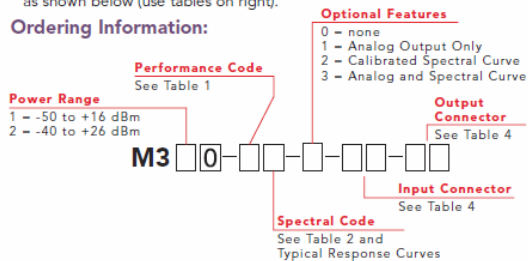 as shown below (use tables on right).
Ordering Information:
Optional Features
0 - none
1 - Analog Output Only
2 - Calibrated Spectral Curve
3 - Analog and Spectral Curve
Performance Code
See Table 1
Power Range
1 - -50 to +16 dBm
2 - -40 to +26 dBm
Output
Connector
See Table 4
M3 0 - - - -
Input Connector
See Table 4
Spectral Code
See Table 2 and
Typical Response Curves